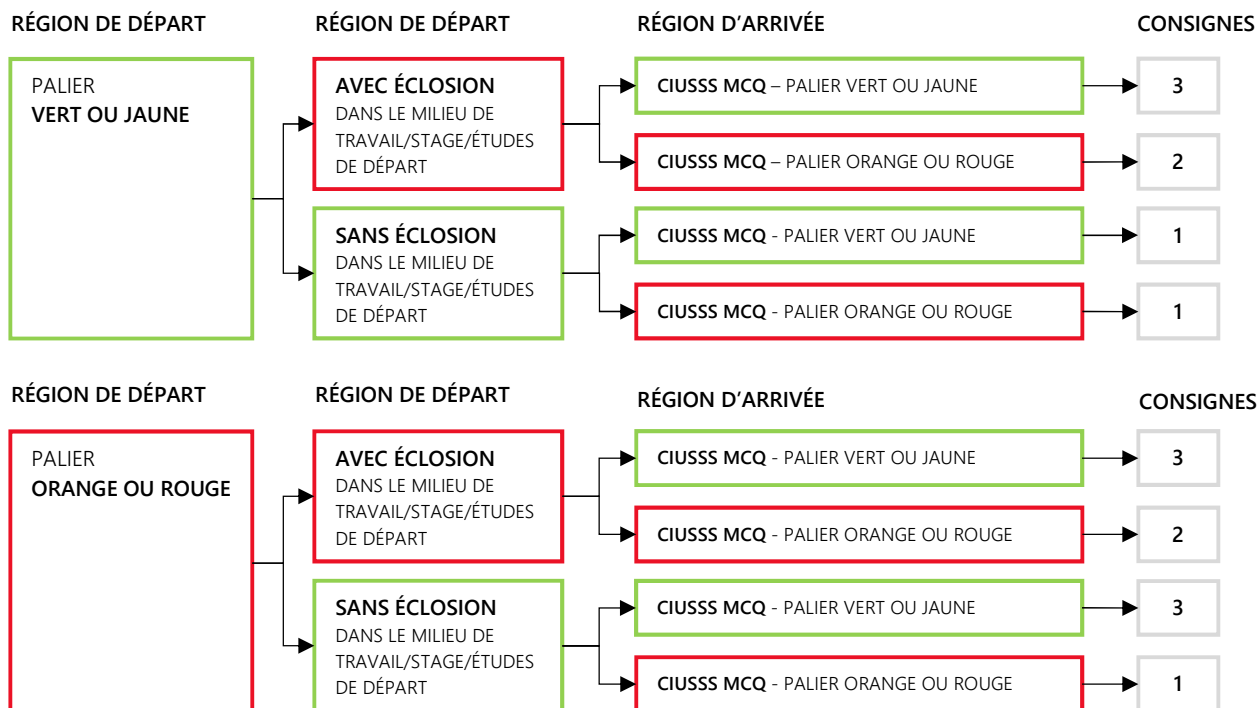 RÉGION DE DÉPART
RÉGION DE DÉPART
RÉGION D’ARRIVÉE
CONSIGNES
PALIER
VERT OU JAUNE
AVEC ÉCLOSION
DANS LE MILIEU DE
TRAVAIL/STAGE/ÉTUDES
DE DÉPART
CIUSSS MCQ – PALIER VERT OU JAUNE
3
CIUSSS MCQ – PALIER ORANGE OU ROUGE
2
SANS ÉCLOSION
DANS LE MILIEU DE
TRAVAIL/STAGE/ÉTUDES
DE DÉPART
CIUSSS MCQ - PALIER VERT OU JAUNE
1
CIUSSS MCQ - PALIER ORANGE OU ROUGE
1
RÉGION DE DÉPART
RÉGION DE DÉPART
RÉGION D’ARRIVÉE
CONSIGNES
PALIER
ORANGE OU ROUGE
AVEC ÉCLOSION
DANS LE MILIEU DE
TRAVAIL/STAGE/ÉTUDES
DE DÉPART
CIUSSS MCQ - PALIER VERT OU JAUNE
3
CIUSSS MCQ - PALIER ORANGE OU ROUGE
2
SANS ÉCLOSION
DANS LE MILIEU DE
TRAVAIL/STAGE/ÉTUDES
DE DÉPART
CIUSSS MCQ - PALIER VERT OU JAUNE
3
CIUSSS MCQ - PALIER ORANGE OU ROUGE
1